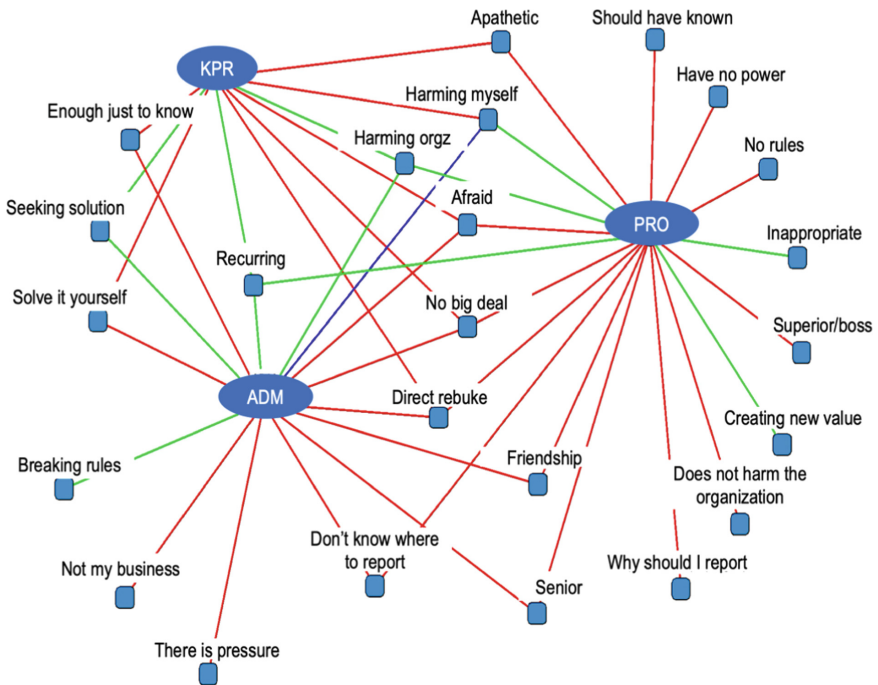 Apathetic
Should have known
KPR
Have no power
Harming myself
Enough just to know
Harming orgz
No rules
Afraid
Seeking solution
PRO
Inappropriate
Recurring
Solve it yourself
No big deal
Superior/boss
ADM
Direct rebuke
Creating new value
Breaking rules
Friendship
Does not harm the
organization
Don't know where
to report
Not my business
Why should I report
Senior
There is pressure